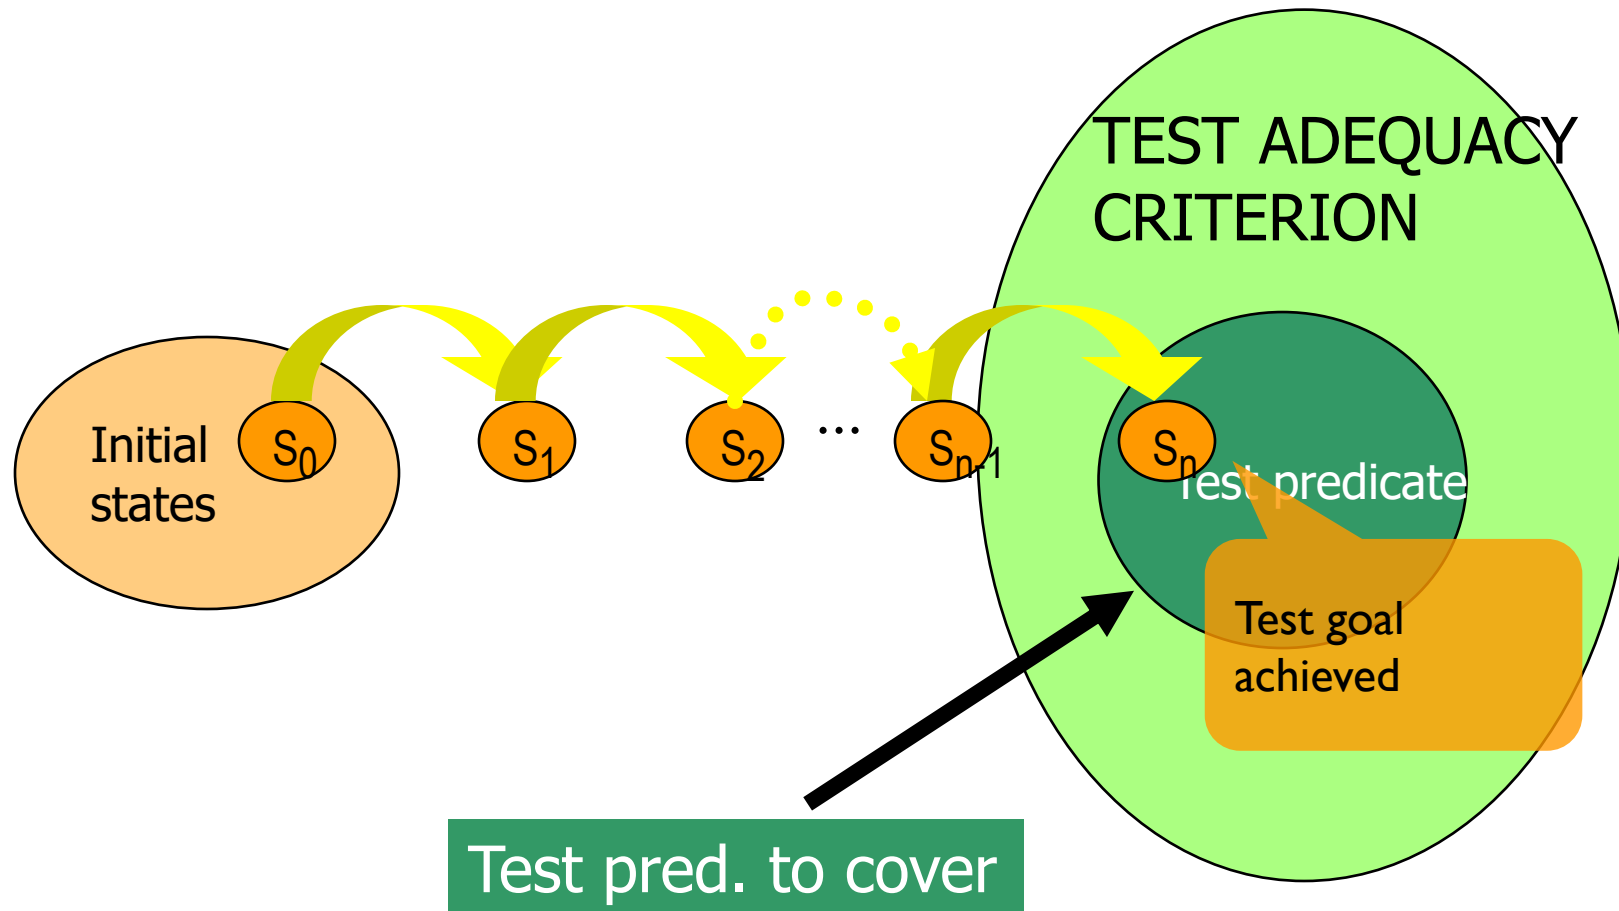 TEST ADEQUACY
CRITERION
Initial
states
S0
S1
S2
...
Sn-1
Sn
Test predicate
Test goal
achieved
Test pred. to cover